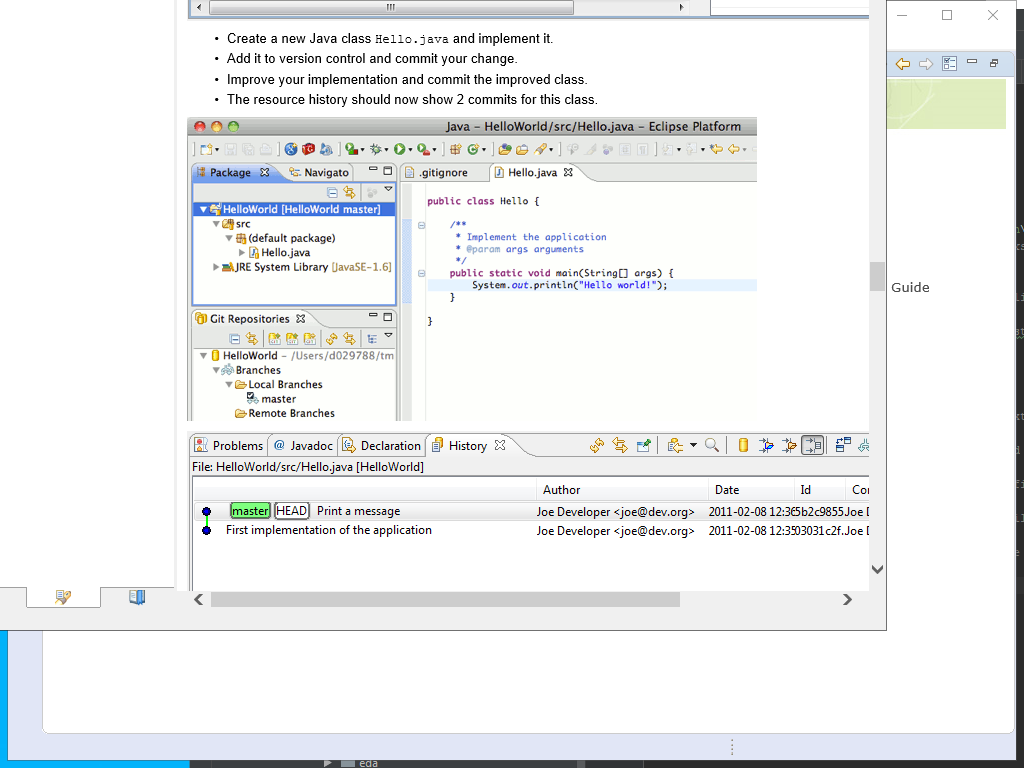 Create a new Java class Hello.java and implement it.
Add it to version control and commit your change.
Improve your implementation and commit the improved class.
The resource history should now show 2 commits for this class.
Java – HelloWorld/src/Hello.java – Eclipse Platform
Package
Navigato
.gitignore
Hello.java
HelloWorld [HelloWorld master]
src
(default package)
Hello.java
JRE System Library [JavaSE-1.6]
public class Hello {
/**
* Implement the application
* @param args arguments
*/
public static void main(String[] args) {
System.out.println("Hello world!");
}
}
Guide
Git Repositories
HelloWorld – /Users/d029788/tm
Branches
Local Branches
master
Remote Branches
Problems @ Javadoc Declaration History
File: HelloWorld/src/Hello.java [HelloWorld]
Author Date Id Co
master HEAD Print a message Joe Developer <joe@dev.org> 2011-02-08 12:36 5b2c9855 Joe D
First implementation of the application Joe Developer <joe@dev.org> 2011-02-08 12:35 03031c2f. Joe D
eda